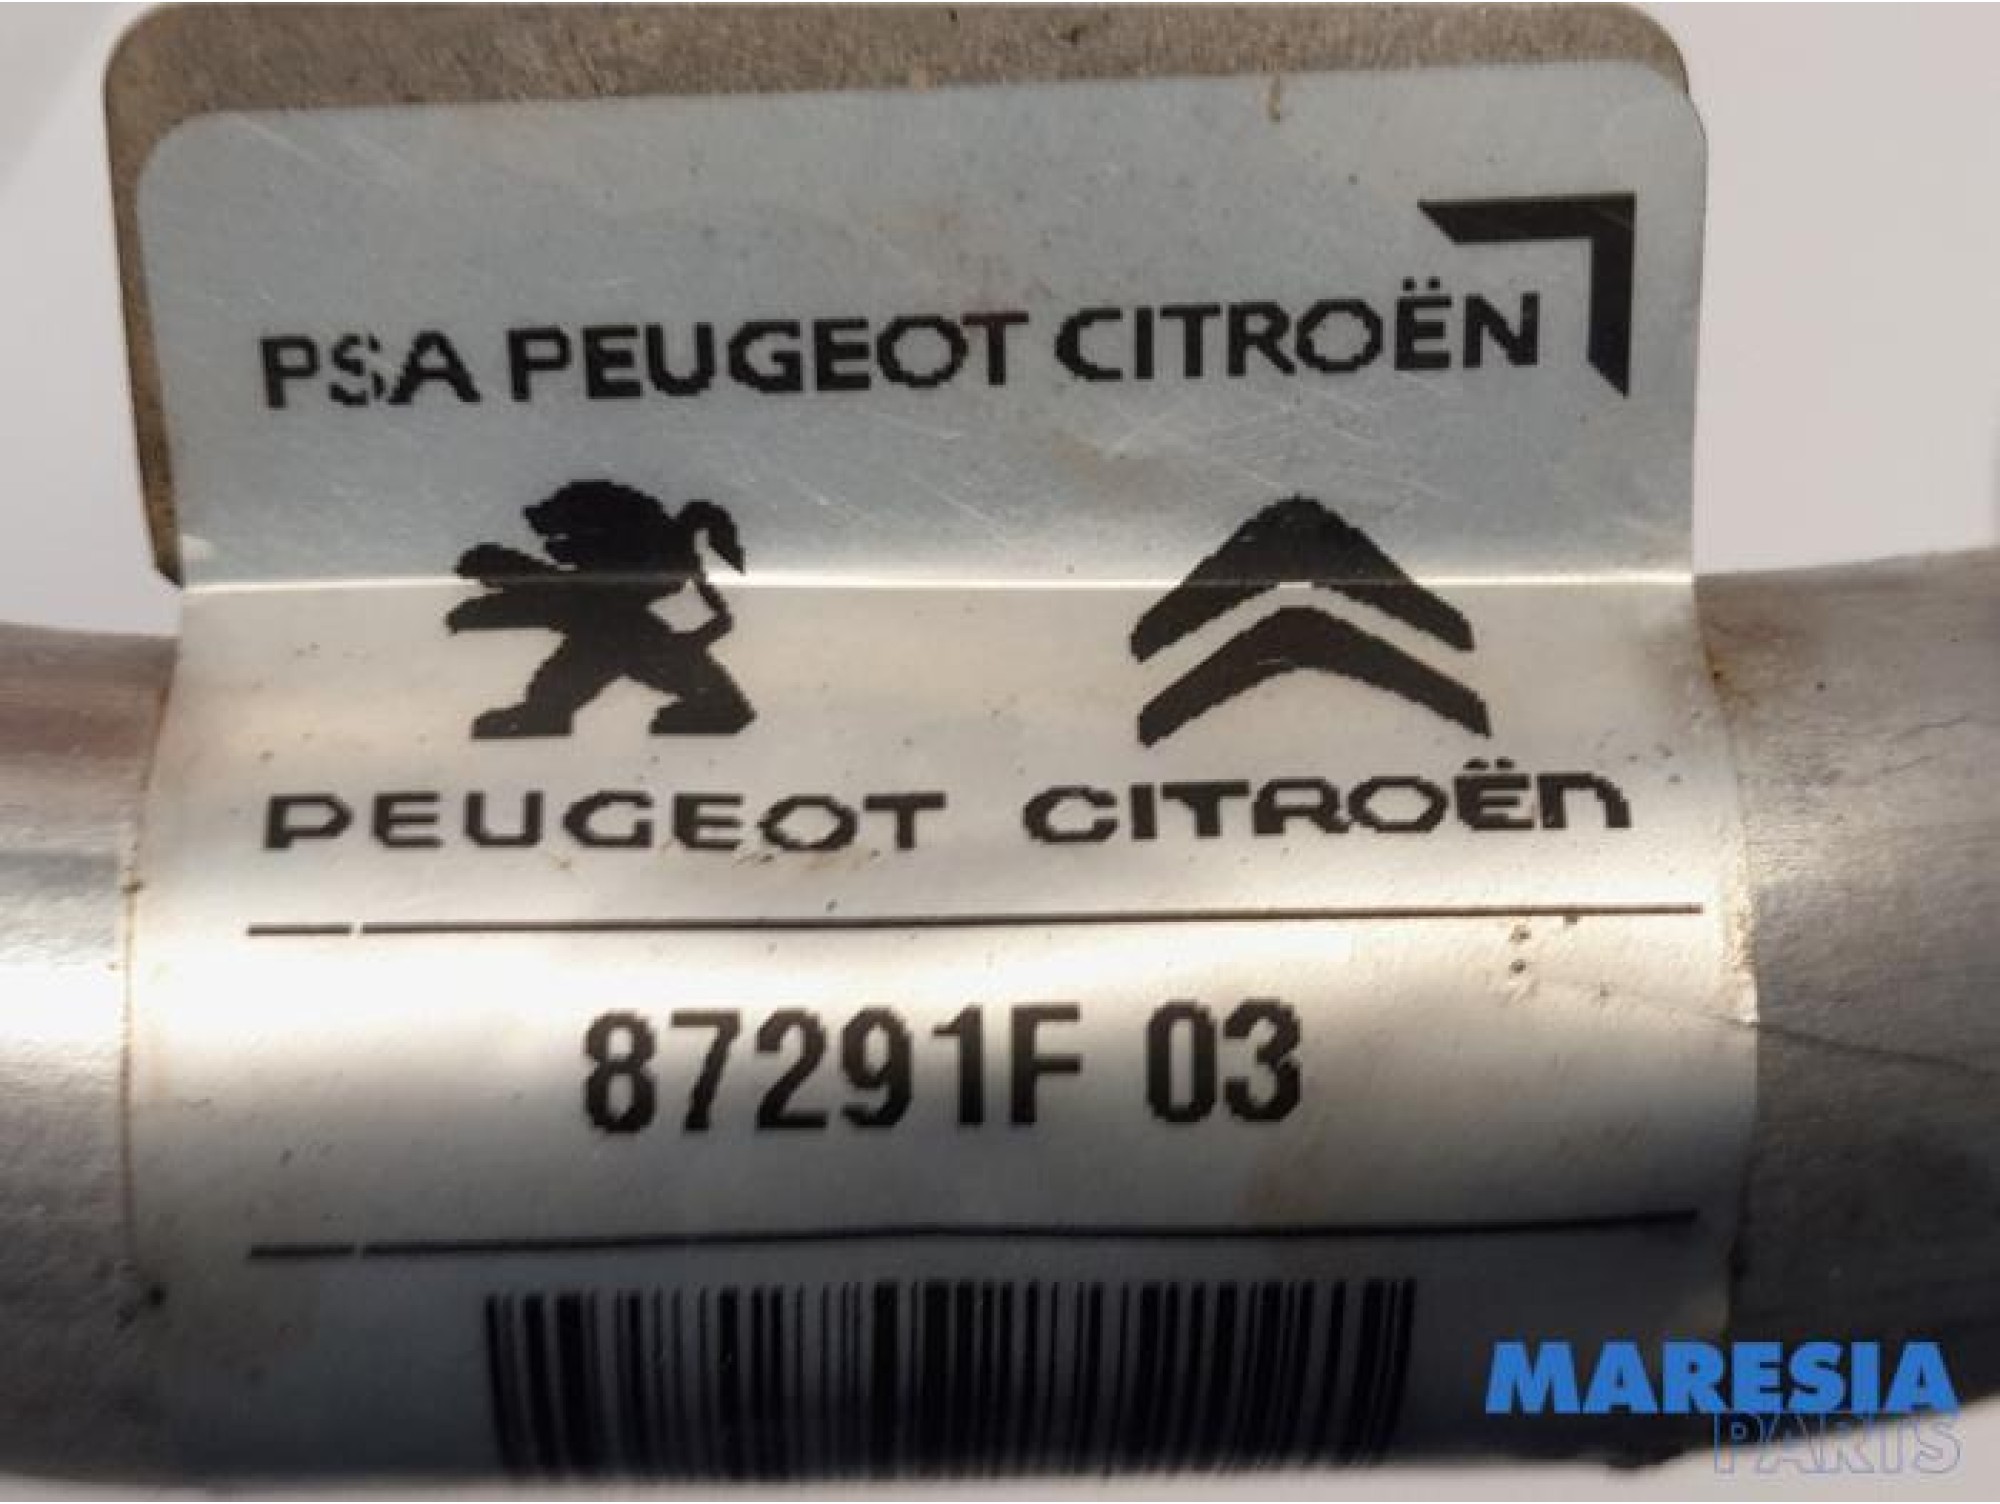 PSA PEUGEOT CITROËN
PEUGEOT CITROËN
87291F 03
MARESIA
PARTS